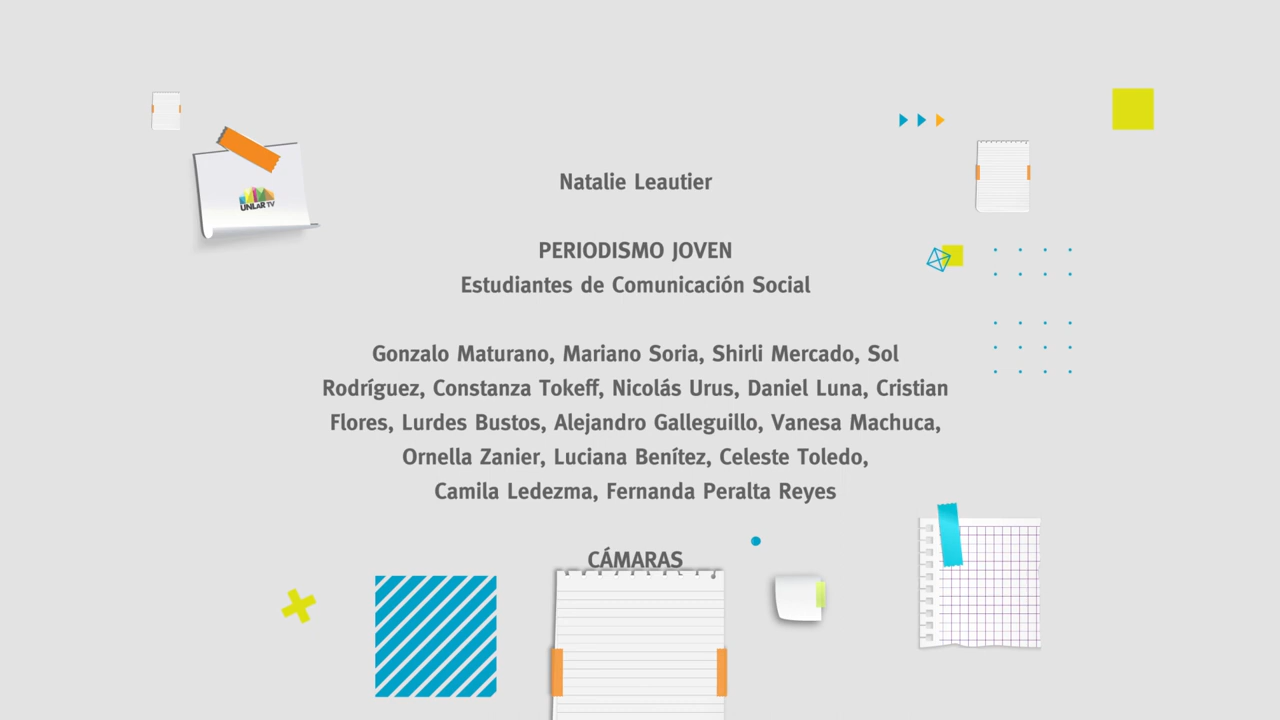 UNLAR TV
Natalie Leautier
PERIODISMO JOVEN
Estudiantes de Comunicación Social
Gonzalo Maturano, Mariano Soria, Shirli Mercado, Sol
Rodríguez, Constanza Tokeff, Nicolás Urus, Daniel Luna, Cristian
Flores, Lurdes Bustos, Alejandro Galleguillo, Vanesa Machuca,
Ornella Zanier, Luciana Benítez, Celeste Toledo,
Camila Ledezma, Fernanda Peralta Reyes
CÁMARAS